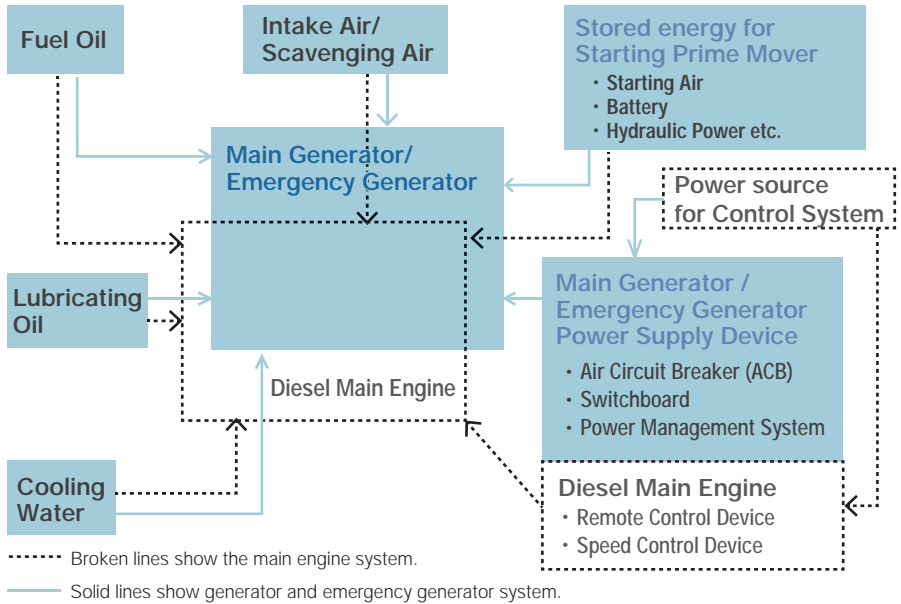 Fuel Oil
Intake Air/
Scavenging Air
Stored energy for
Starting Prime Mover
・ Starting Air
・ Battery
・ Hydraulic Power etc.
Main Generator/
Emergency Generator
Power source
for Control System
Lubricating
Oil
Main Generator /
Emergency Generator
Power Supply Device
・ Air Circuit Breaker (ACB)
・ Switchboard
・ Power Management System
Diesel Main Engine
Cooling
Water
Diesel Main Engine
・ Remote Control Device
・ Speed Control Device
Broken lines show the main engine system.
Solid lines show generator and emergency generator system.